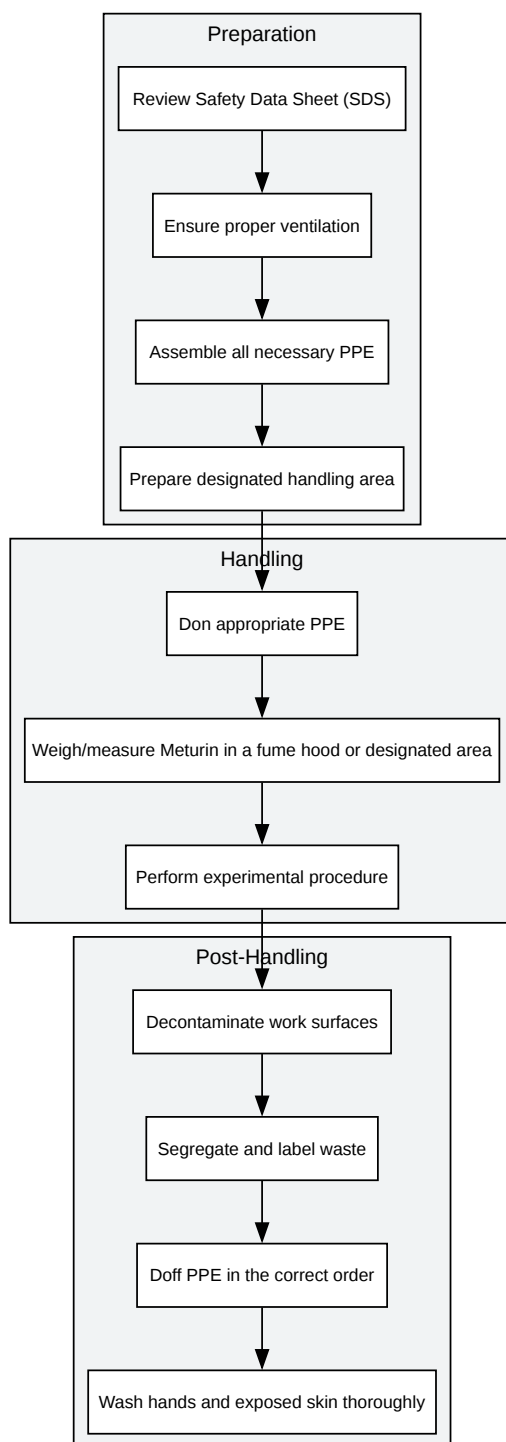 Preparation
Review Safety Data Sheet (SDS)
Ensure proper ventilation
Assemble all necessary PPE
Prepare designated handling area
Handling
Don appropriate PPE
Weigh/measure Meturin in a fume hood or designated area
Perform experimental procedure
Post-Handling
Decontaminate work surfaces
Segregate and label waste
Doff PPE in the correct order
Wash hands and exposed skin thoroughly